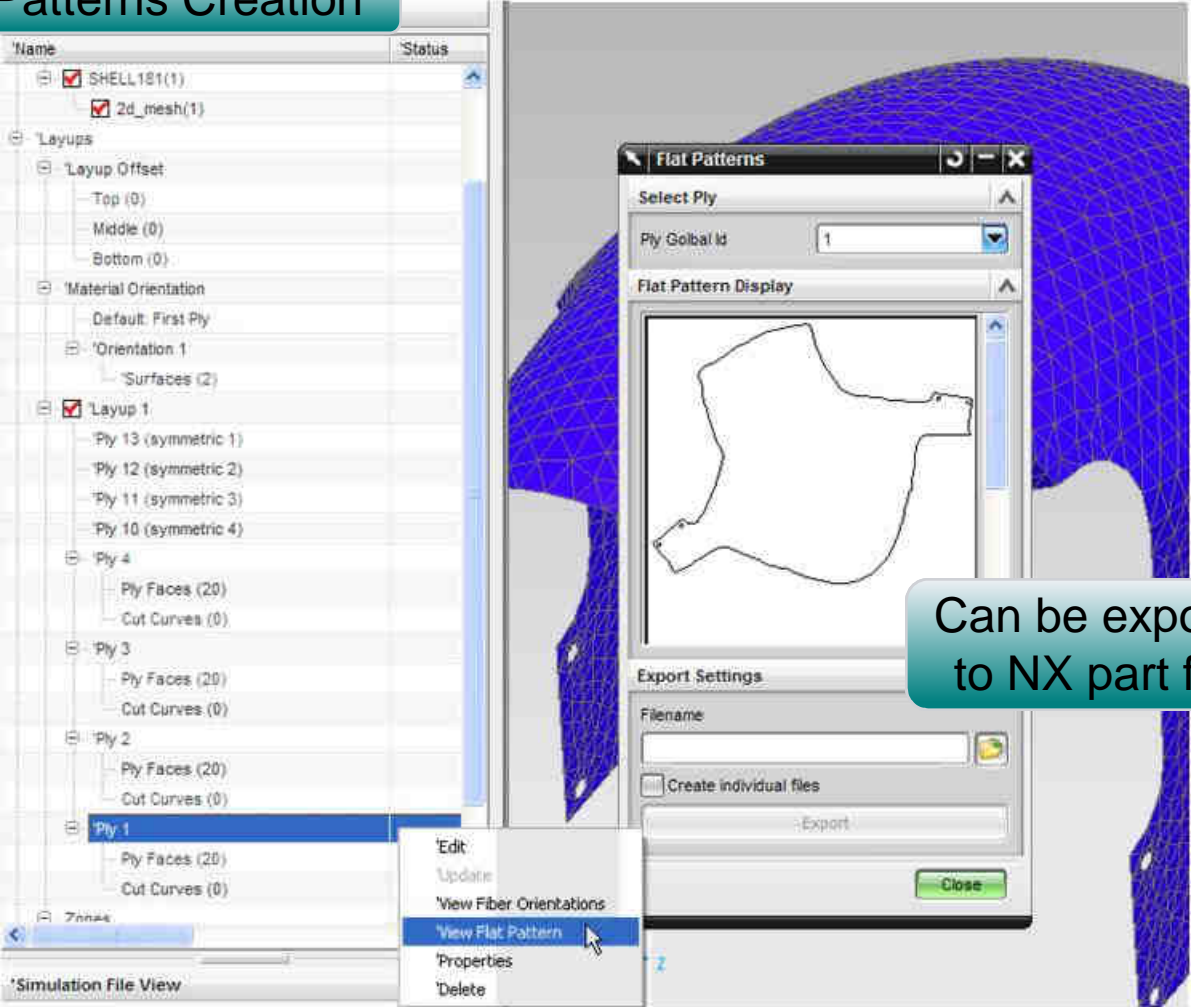 Patterns Creation
'Name 'Status
SHELL181(1)
2d_mesh(1)
'Layups
'Layup Offset
Top (0)
Middle (0)
Bottom (0)
'Material Orientation
Default: First Ply
'Orientation 1
'Surfaces (2)
'Layup 1
'Ply 13 (symmetric 1)
'Ply 12 (symmetric 2)
'Ply 11 (symmetric 3)
'Ply 10 (symmetric 4)
'Ply 4
Ply Faces (20)
Cut Curves (0)
'Ply 3
Ply Faces (20)
Cut Curves (0)
'Ply 2
Ply Faces (20)
Cut Curves (0)
'Ply 1
Ply Faces (20)
Cut Curves (0)
Zones
'Simulation File View
'Edit
'Update
'View Fiber Orientations
'View Flat Pattern
'Properties
'Delete
Flat Patterns
Select Ply
Ply Golbal Id 1
Flat Pattern Display
Export Settings
Filename
Create individual files
Export
Close
Can be expo
to NX part f
Z